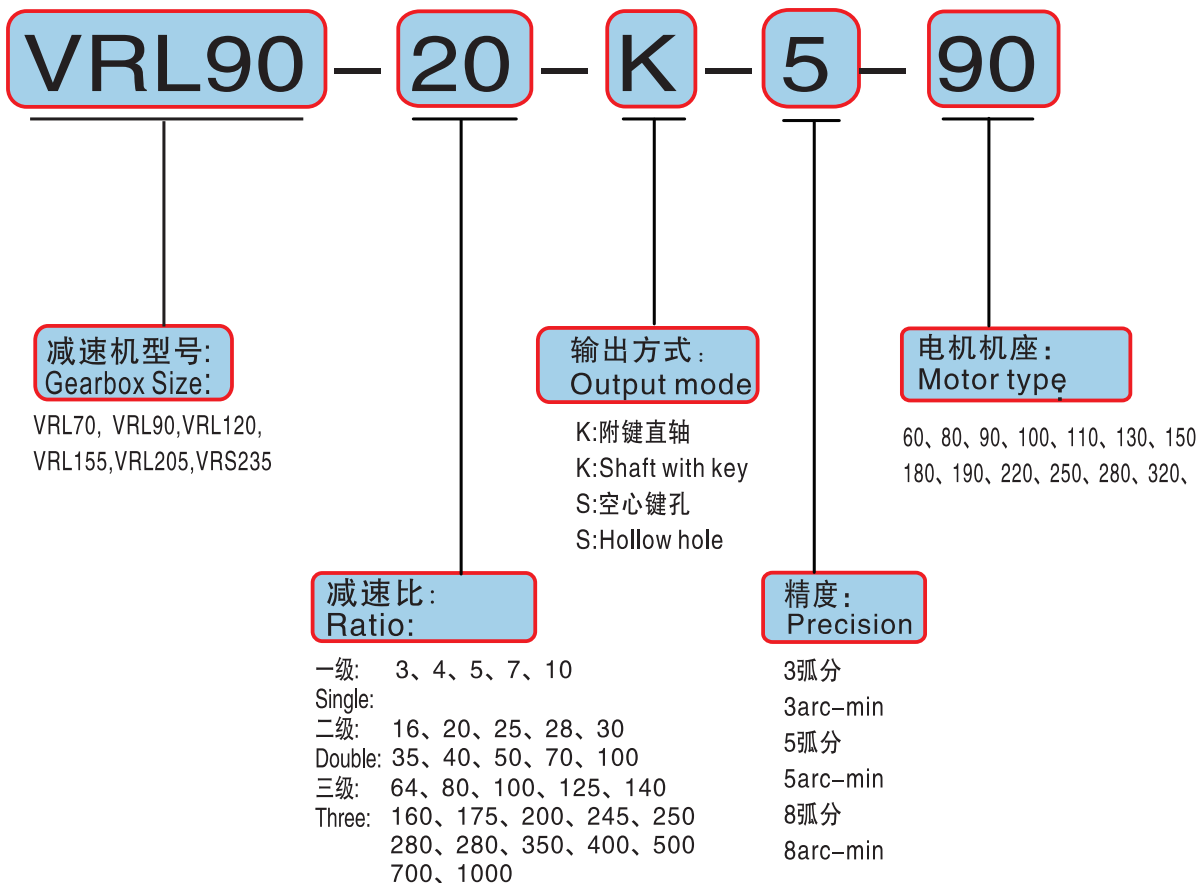 VRL90 — 20 — K — 5 — 90
减速机型号:
Gearbox Size:
VRL70, VRL90,VRL120,
VRL155,VRL205,VRS235
输出方式:
Output mode
K:附键直轴
K:Shaft with key
S:空心键孔
S:Hollow hole
电机机座:
Motor type:
60、80、90、100、110、130、150
180、190、220、250、280、320、
减速比:
Ratio:
一级: 3、4、5、7、10
Single:
二级: 16、20、25、28、30
Double: 35、40、50、70、100
三级: 64、80、100、125、140
Three: 160、175、200、245、250
280、280、350、400、500
700、1000
精度:
Precision
3弧分
3arc-min
5弧分
5arc-min
8弧分
8arc-min